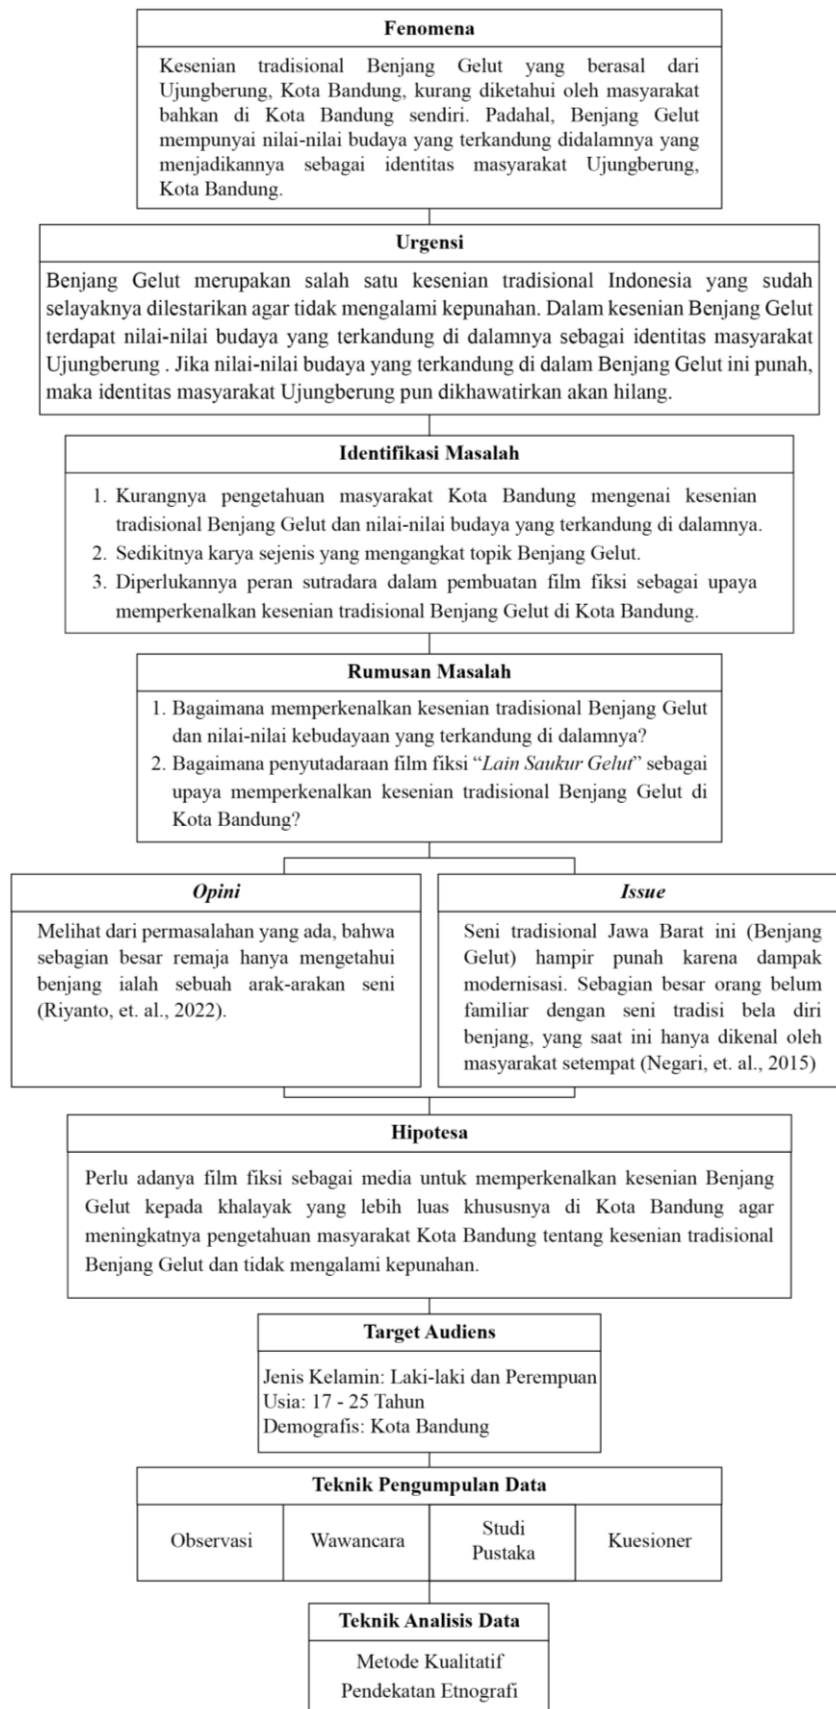 Fenomena
Kesenian tradisional Benjang Gelut yang berasal dari
Ujungberung, Kota Bandung, kurang diketahui oleh masyarakat
bahkan di Kota Bandung sendiri. Padahal, Benjang Gelut
mempunyai nilai-nilai budaya yang terkandung didalamnya yang
menjadikannya sebagai identitas masyarakat Ujungberung,
Kota Bandung.
Urgensi
Benjang Gelut merupakan salah satu kesenian tradisional Indonesia yang sudah
selayaknya dilestarikan agar tidak mengalami kepunahan. Dalam kesenian Benjang Gelut
terdapat nilai-nilai budaya yang terkandung di dalamnya sebagai identitas masyarakat
Ujungberung . Jika nilai-nilai budaya yang terkandung di dalam Benjang Gelut ini punah,
maka identitas masyarakat Ujungberung pun dikhawatirkan akan hilang.
Identifikasi Masalah
1. Kurangnya pengetahuan masyarakat Kota Bandung mengenai kesenian
tradisional Benjang Gelut dan nilai-nilai budaya yang terkandung di dalamnya.
2. Sedikitnya karya sejenis yang mengangkat topik Benjang Gelut.
3. Diperlukannya peran sutradara dalam pembuatan film fiksi sebagai upaya
memperkenalkan kesenian tradisional Benjang Gelut di Kota Bandung.
Rumusan Masalah
1. Bagaimana memperkenalkan kesenian tradisional Benjang Gelut
dan nilai-nilai kebudayaan yang terkandung di dalamnya?
2. Bagaimana penyutadaraan film fiksi “Lain Saukur Gelut” sebagai
upaya memperkenalkan kesenian tradisional Benjang Gelut di
Kota Bandung?
Opini
Melihat dari permasalahan yang ada, bahwa
sebagian besar remaja hanya mengetahui
benjang ialah sebuah arak-arakan seni
(Riyanto, et. al., 2022).
Issue
Seni tradisional Jawa Barat ini (Benjang
Gelut) hampir punah karena dampak
modernisasi. Sebagian besar orang belum
familiar dengan seni tradisi bela diri
benjang, yang saat ini hanya dikenal oleh
masyarakat setempat (Negari, et. al., 2015)
Hipotesa
Perlu adanya film fiksi sebagai media untuk memperkenalkan kesenian Benjang
Gelut kepada khalayak yang lebih luas khususnya di Kota Bandung agar
meningkatnya pengetahuan masyarakat Kota Bandung tentang kesenian tradisional
Benjang Gelut dan tidak mengalami kepunahan.
Target Audiens
Jenis Kelamin: Laki-laki dan Perempuan
Usia: 17 - 25 Tahun
Demografis: Kota Bandung
Teknik Pengumpulan Data
Observasi
Wawancara
Studi
Pustaka
Kuesioner
Teknik Analisis Data
Metode Kualitatif
Pendekatan Etnografi